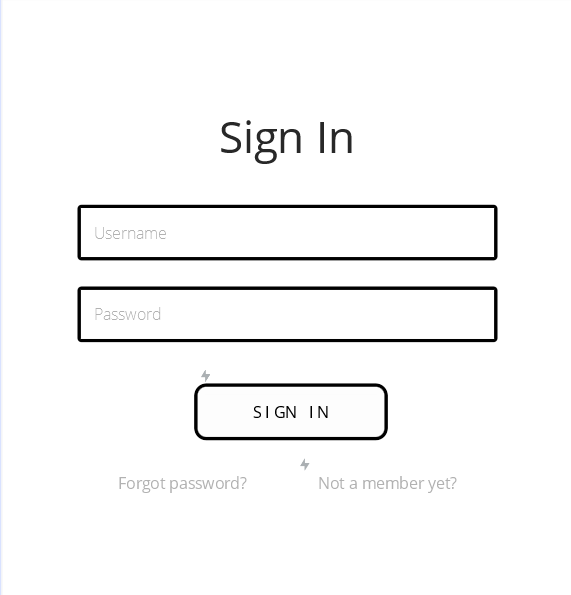 Sign In
Username
Password
SIGN IN
Forgot password? Not a member yet?